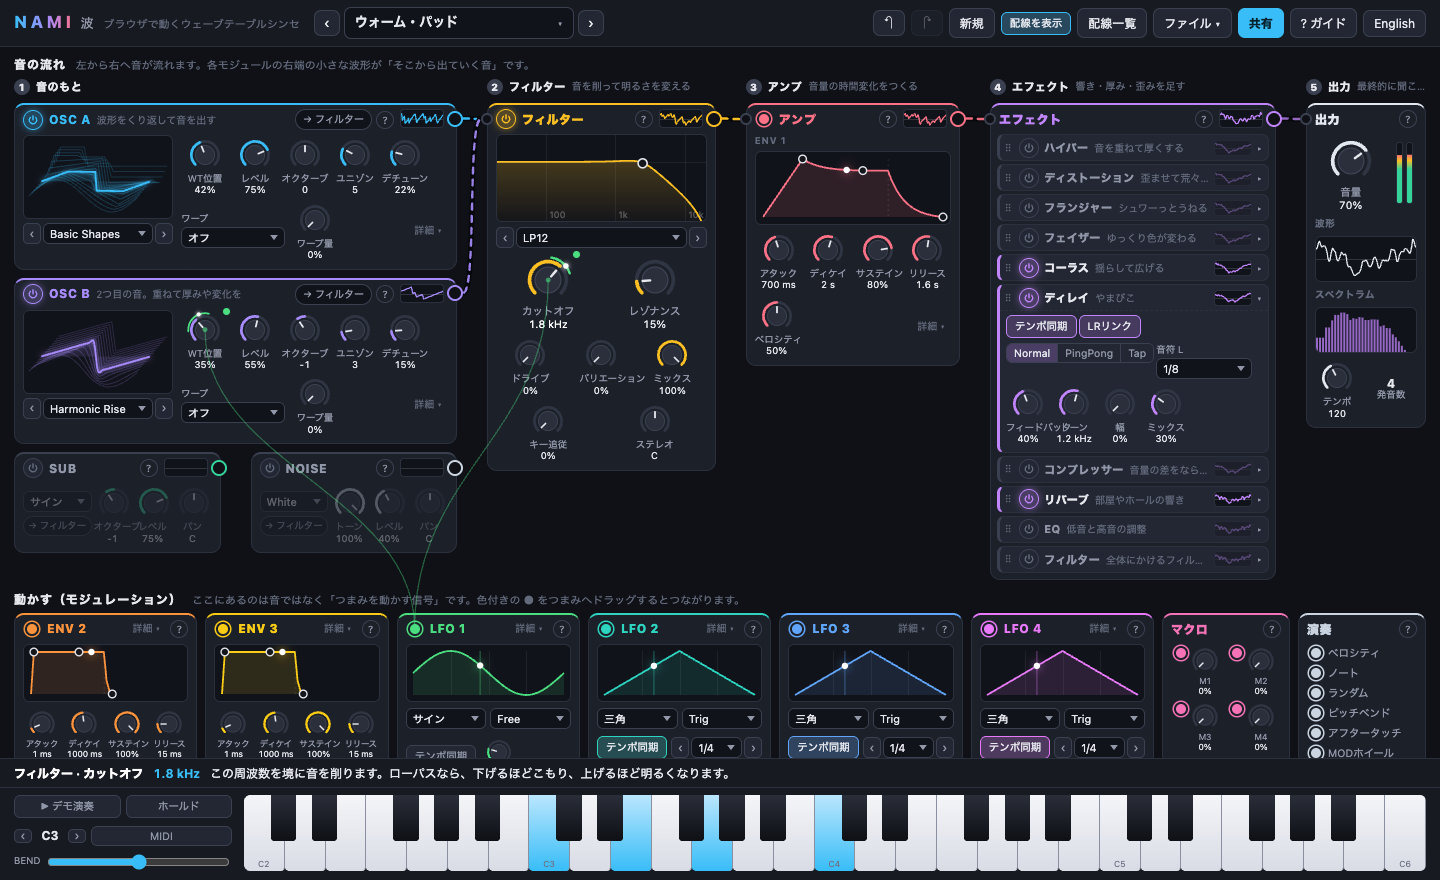 NAMI 波 ブラウザで動くウェーブテーブルシンセ
ウォーム・パッド
新規 配線を表示 配線一覧 ファイル 共有 ? ガイド English
音の流れ 左から右へ音が流れます。各モジュールの右端の小さな波形が「そこから出ていく音」です。
1 音のもと
2 フィルター 音を削って明るさを変える
3 アンプ 音量の時間変化をつくる
4 エフェクト 響き・厚み・歪みを足す
5 出力 最終的に聞こ...
OSC A 波形をくり返して音を出す → フィルター ?
WT位置 レベル オクターブ ユニゾン デチューン
42% 75% 0 5 22%
Basic Shapes
ワープ
オフ
ワープ量
0%
詳細
OSC B 2つ目の音。重ねて厚みや変化を → フィルター ?
WT位置 レベル オクターブ ユニゾン デチューン
35% 55% -1 3 15%
Harmonic Rise
ワープ
オフ
ワープ量
0%
詳細
SUB ?
サイン
→ フィルター
オクターブ レベル パン
-1 75% C
NOISE ?
White
→ フィルター
トーン レベル パン
100% 40% C
フィルター ?
100 1k 10k
LP12
カットオフ レゾナンス
1.8 kHz 15%
ドライブ バリエーション ミックス
0% 0% 100%
キー追従 ステレオ
0% C
アンプ ?
ENV 1
アタック ディケイ サステイン リリース
700 ms 2 s 80% 1.6 s
ベロシティ
50%
詳細
エフェクト ?
ハイパー 音を重ねて厚くする
ディストーション 歪ませて荒々...
フランジャー シュワーっとうねる
フェイザー ゆっくり色が変わる
コーラス 揺らして広げる
ディレイ やまびこ
テンポ同期 LRリンク
Normal PingPong Tap
音符 L
1/8
フィードバック トーン 幅 ミックス
40% 1.2 kHz 0% 30%
コンプレッサー 音量の差をなら...
リバーブ 部屋やホールの響き
EQ 低音と高音の調整
フィルター 全体にかけるフィル...
出力 ?
音量
70%
波形
スペクトラム
テンポ
120
4
発音数
動かす（モジュレーション） ここにあるのは音ではなく「つまみを動かす信号」です。色付きの ● をつまみへドラッグするとつながります。
ENV 2 詳細 ?
アタック ディケイ サステイン リリース
1 ms 1000 ms 100% 15 ms
ENV 3 詳細 ?
アタック ディケイ サステイン リリース
1 ms 1000 ms 100% 15 ms
LFO 1 詳細 ?
サイン Free
テンポ同期
LFO 2 詳細 ?
三角 Trig
テンポ同期 1/4
LFO 3 詳細 ?
三角 Trig
テンポ同期 1/4
LFO 4 詳細 ?
三角 Trig
テンポ同期 1/4
マクロ ?
M1 M2
0% 0%
M3 M4
0% 0%
演奏 ?
ベロシティ
ノート
ランダム
ピッチベンド
アフタータッチ
MODホイール
フィルター · カットオフ 1.8 kHz この周波数を境に音を削ります。ローパスなら、下げるほどこもり、上げるほど明るくなります。
▶ デモ演奏 ホールド
C3 MIDI
BEND
C2 C3 C4 C5 C6